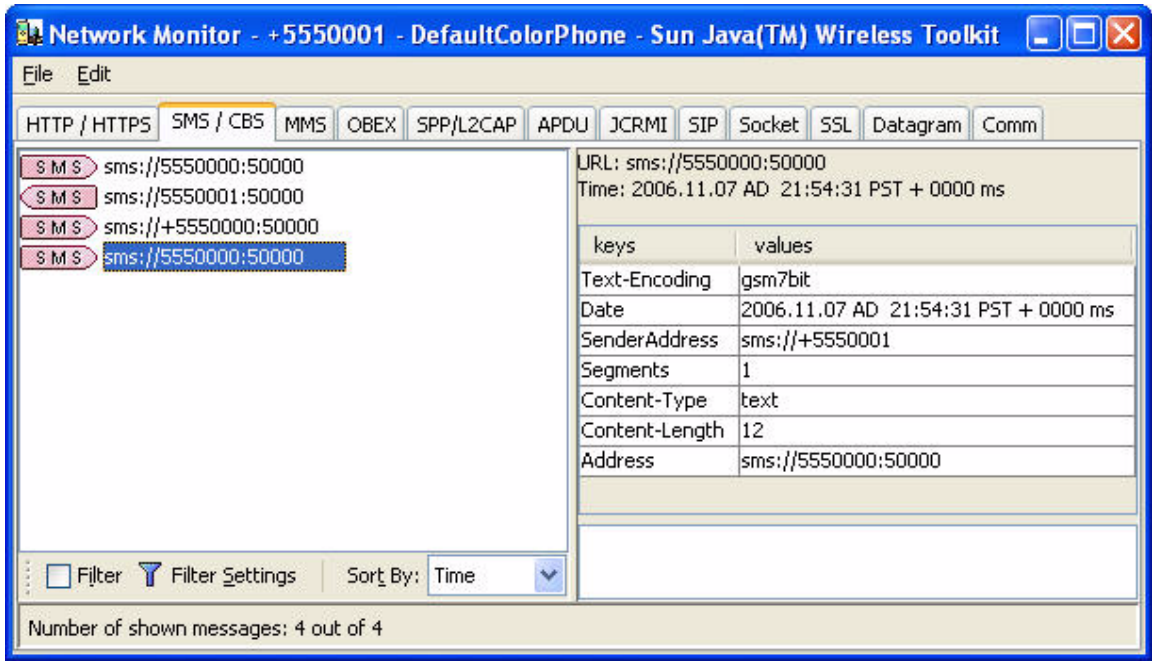 Network Monitor - +5550001 - DefaultColorPhone - Sun Java(TM) Wireless Toolkit
File Edit
HTTP / HTTPS SMS / CBS MMS OBEX SPP/L2CAP APDU JCRMI SIP Socket SSL Datagram Comm
SMS sms://5550000:50000
SMS sms://5550001:50000
SMS sms://+5550000:50000
SMS sms://5550000:50000
URL: sms://5550000:50000
Time: 2006.11.07 AD 21:54:31 PST + 0000 ms
keys values
Text-Encoding gsm7bit
Date 2006.11.07 AD 21:54:31 PST + 0000 ms
SenderAddress sms://+5550001
Segments 1
Content-Type text
Content-Length 12
Address sms://5550000:50000
Filter Filter Settings Sort By: Time
Number of shown messages: 4 out of 4